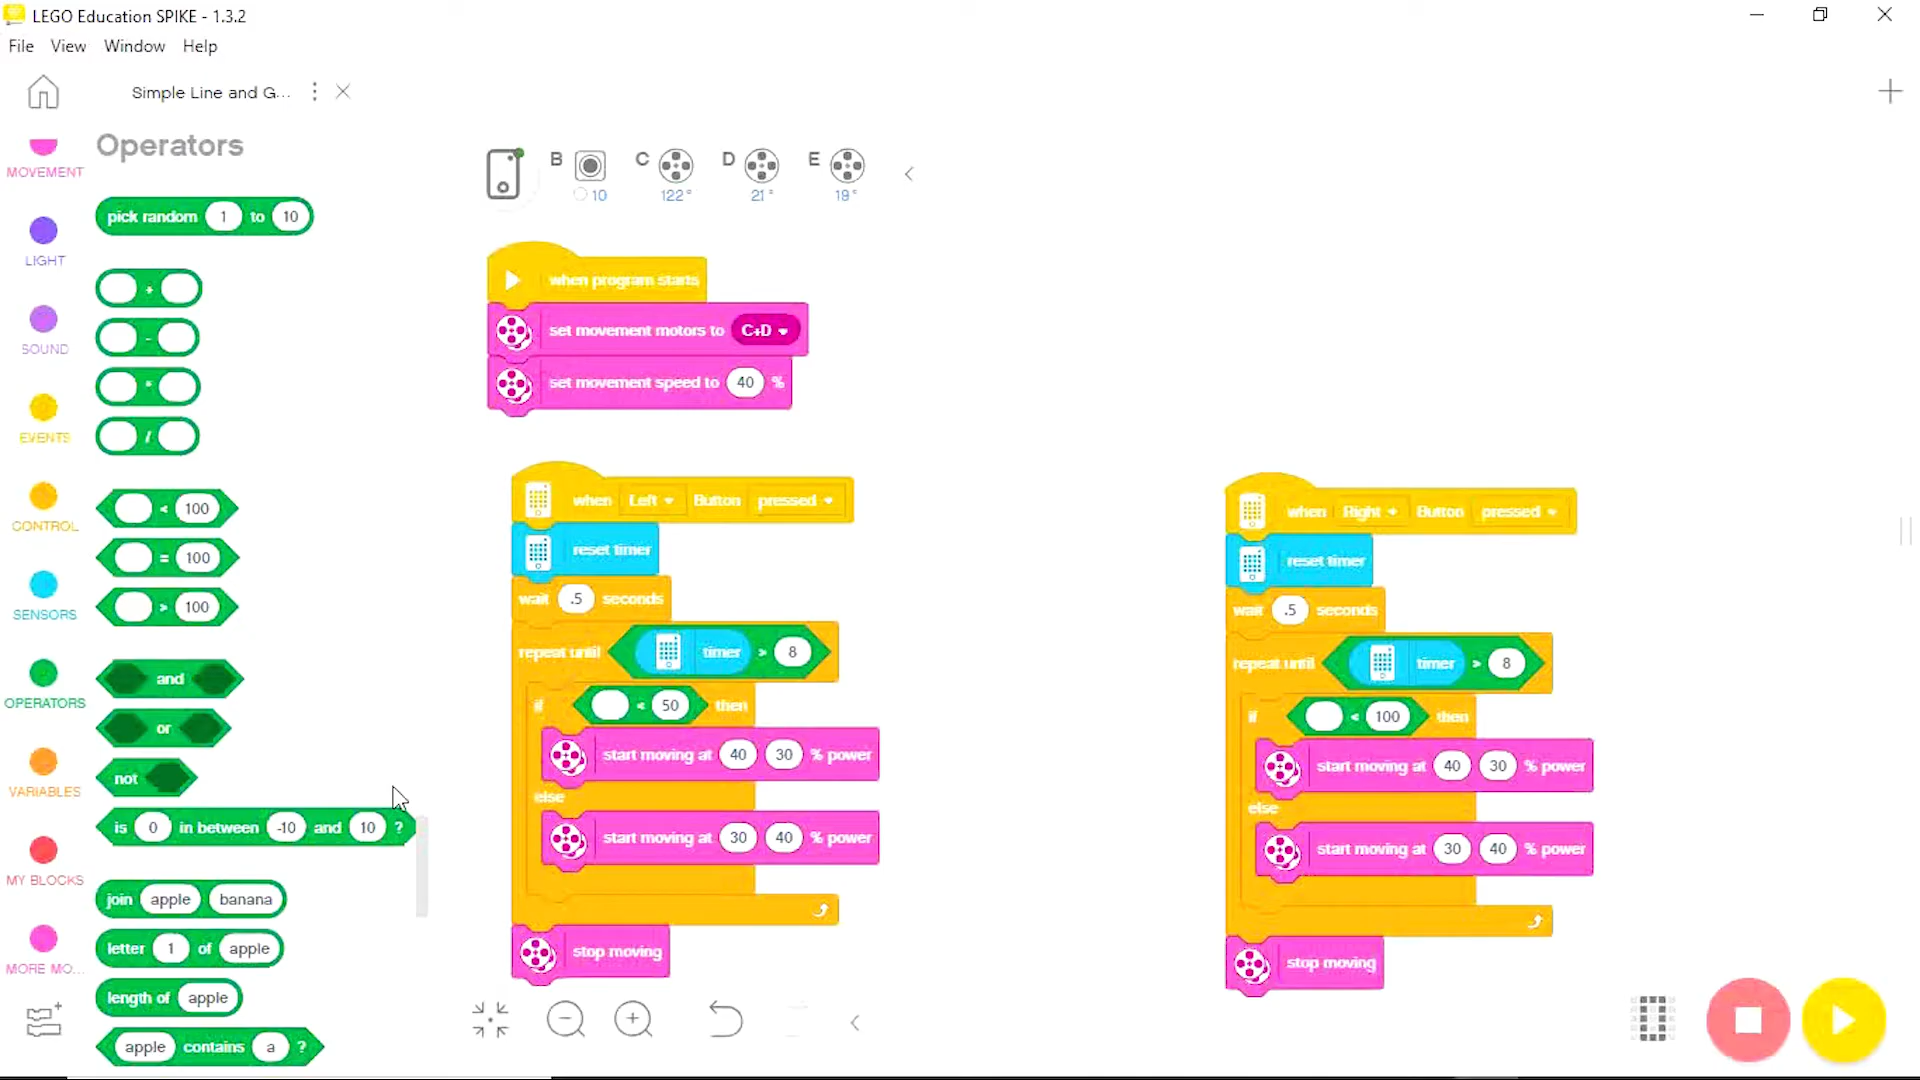 LEGO Education SPIKE - 1.3.2
File View Window Help
Simple Line and G...
Operators
MOVEMENT
LIGHT
SOUND
EVENTS
CONTROL
SENSORS
OPERATORS
VARIABLES
MY BLOCKS
MORE MO...
pick random 1 to 10
+
-
*
/
< 100
= 100
> 100
and
or
not
is 0 in between -10 and 10 ?
join apple banana
letter 1 of apple
length of apple
apple contains a ?
B C D E
10 122° 21° 19°
when program starts
set movement motors to C+D
set movement speed to 40 %
when Left Button pressed
reset timer
wait .5 seconds
repeat until timer > 8
if < 50 then
start moving at 40 30 % power
else
start moving at 30 40 % power
stop moving
when Right Button pressed
reset timer
wait .5 seconds
repeat until timer > 8
if < 100 then
start moving at 40 30 % power
else
start moving at 30 40 % power
stop moving